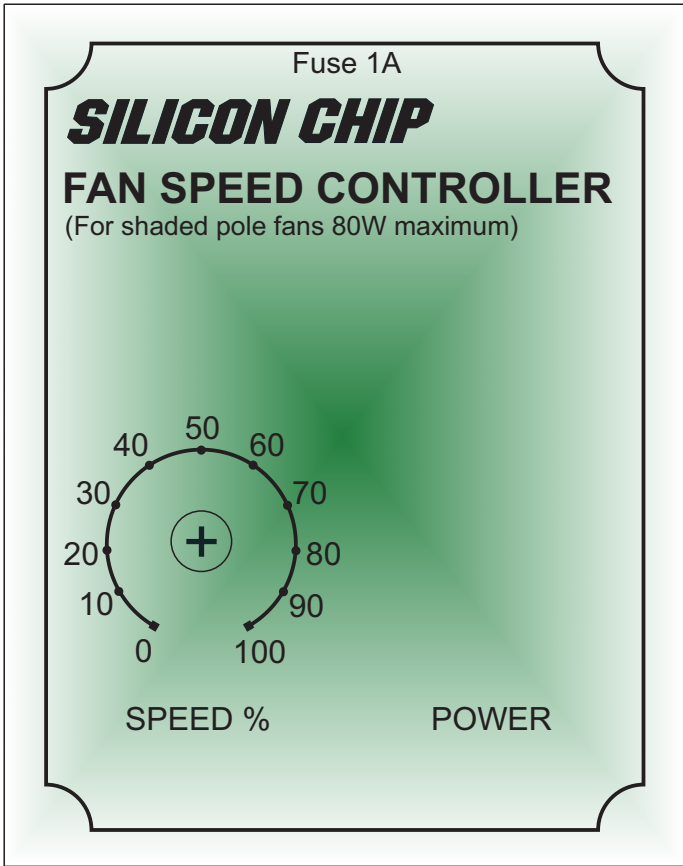 Fuse 1A
SILICON CHIP
FAN SPEED CONTROLLER
(For shaded pole fans 80W maximum)
50
40
60
30
70
20
80
10
90
0
100
SPEED %
POWER